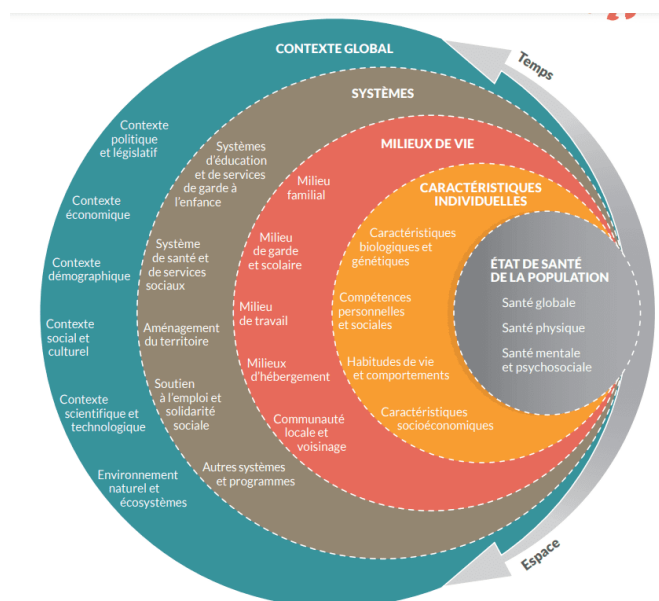 CONTEXTE GLOBAL
Temps
SYSTÈMES
MILIEUX DE VIE
CARACTÉRISTIQUES
INDIVIDUELLES
ÉTAT DE SANTÉ
DE LA POPULATION
Santé globale
Santé physique
Santé mentale
et psychosociale
Contexte
politique
et législatif
Contexte
économique
Contexte
démographique
Contexte
social et
culturel
Contexte
scientifique et
technologique
Environnement
naturel et
écosystèmes
Systèmes
d'éducation
et de services
de garde à
l'enfance
Système
de santé et
de services
sociaux
Aménagement
du territoire
Soutien
à l'emploi et
solidarité
sociale
Autres systèmes
et programmes
Milieu
familial
Milieu
de garde
et scolaire
Milieu
de travail
Milieux
d'hébergement
Communauté
locale et
voisinage
Caractéristiques
biologiques et
génétiques
Compétences
personnelles
et sociales
Habitudes de vie
et comportements
Caractéristiques
socioéconomiques
Espace